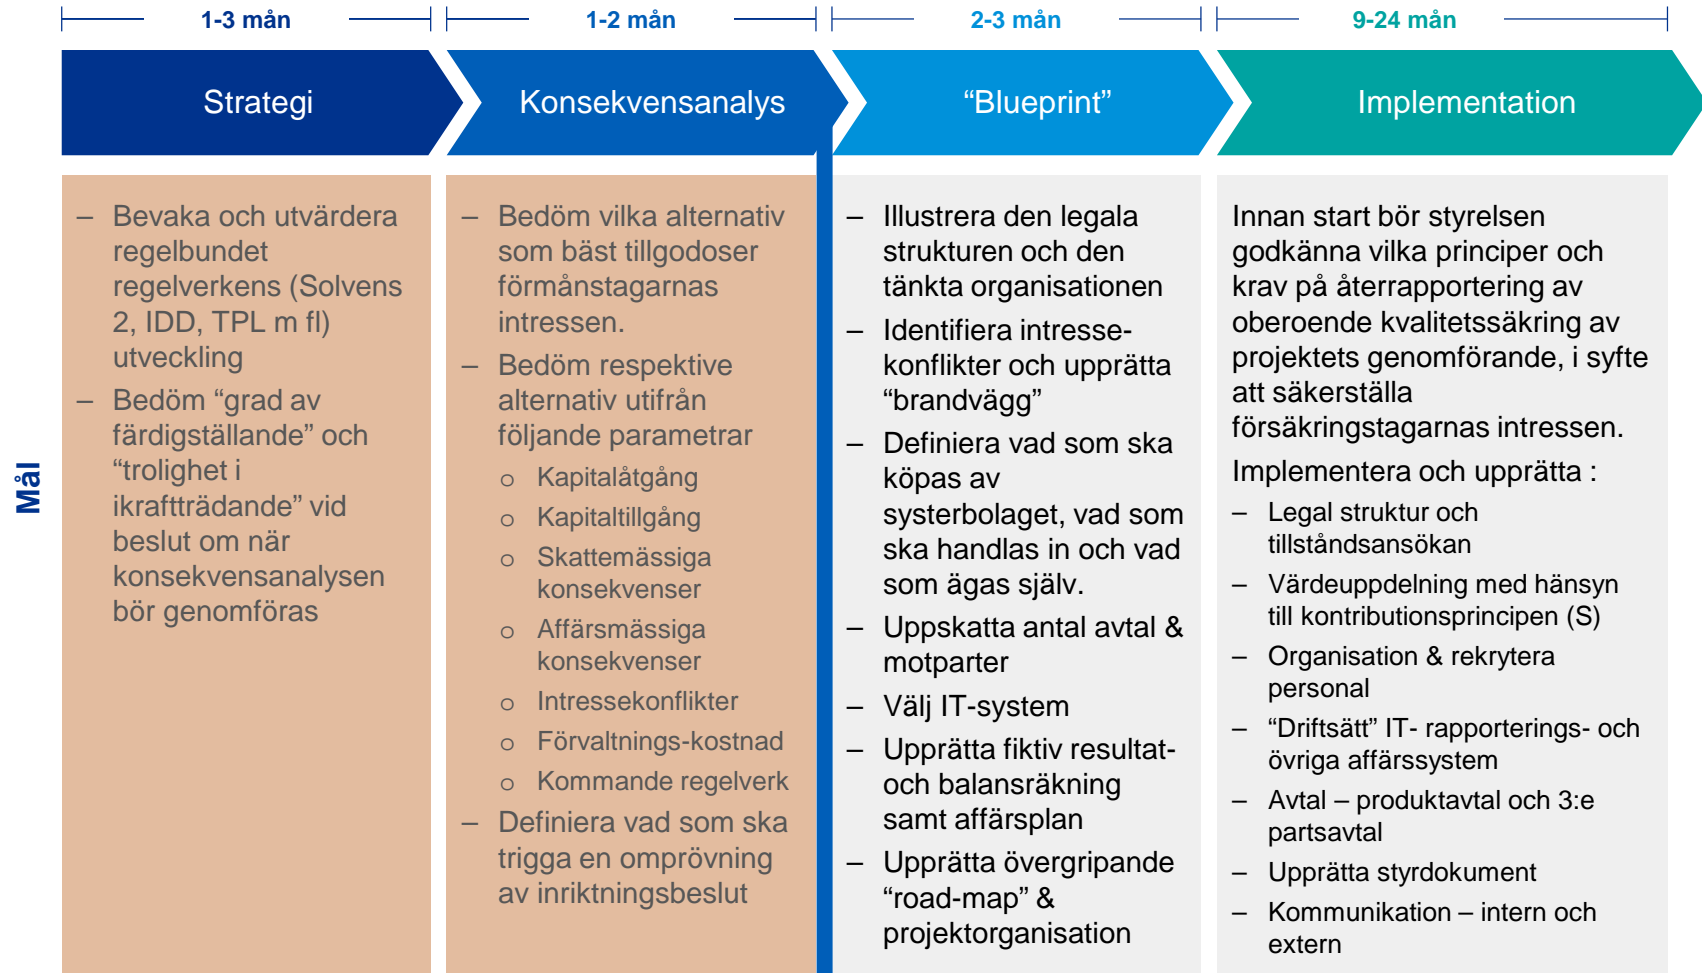 1-3 mån
1-2 mån
2-3 mån
9-24 mån
Strategi
Konsekvensanalys
“Blueprint”
Implementation
Mål
– Bevaka och utvärdera
regelbundet
regelverkens (Solvens
2, IDD, TPL m fl)
utveckling
– Bedöm “grad av
färdigställande” och
“trolighet i
ikraftträdande” vid
beslut om när
konsekvensanalysen
bör genomföras
– Bedöm vilka alternativ
som bäst tillgodoser
förmånstagarnas
intressen.
– Bedöm respektive
alternativ utifrån
följande parametrar
o Kapitalåtgång
o Kapitaltillgång
o Skattemässiga
konsekvenser
o Affärsmässiga
konsekvenser
o Intressekonflikter
o Förvaltnings-kostnad
o Kommande regelverk
– Definiera vad som ska
trigga en omprövning
av inriktningsbeslut
– Illustrera den legala
strukturen och den
tänkta organisationen
– Identifiera intresse-
konflikter och upprätta
“brandvägg”
– Definiera vad som ska
köpas av
systerbolaget, vad som
ska handlas in och vad
som ägas själv.
– Uppskatta antal avtal &
motparter
– Välj IT-system
– Upprätta fiktiv resultat-
och balansräkning
samt affärsplan
– Upprätta övergripande
“road-map” &
projektorganisation
Innan start bör styrelsen
godkänna vilka principer och
krav på återrapportering av
oberoende kvalitetssäkring av
projektets genomförande, i syfte
att säkerställa
försäkringstagarnas intressen.
Implementera och upprätta :
– Legal struktur och
tillståndsansökan
– Värdeuppdelning med hänsyn
till kontributionsprincipen (S)
– Organisation & rekrytera
personal
– “Driftsätt” IT- rapporterings- och
övriga affärssystem
– Avtal – produktavtal och 3:e
partsavtal
– Upprätta styrdokument
– Kommunikation – intern och
extern